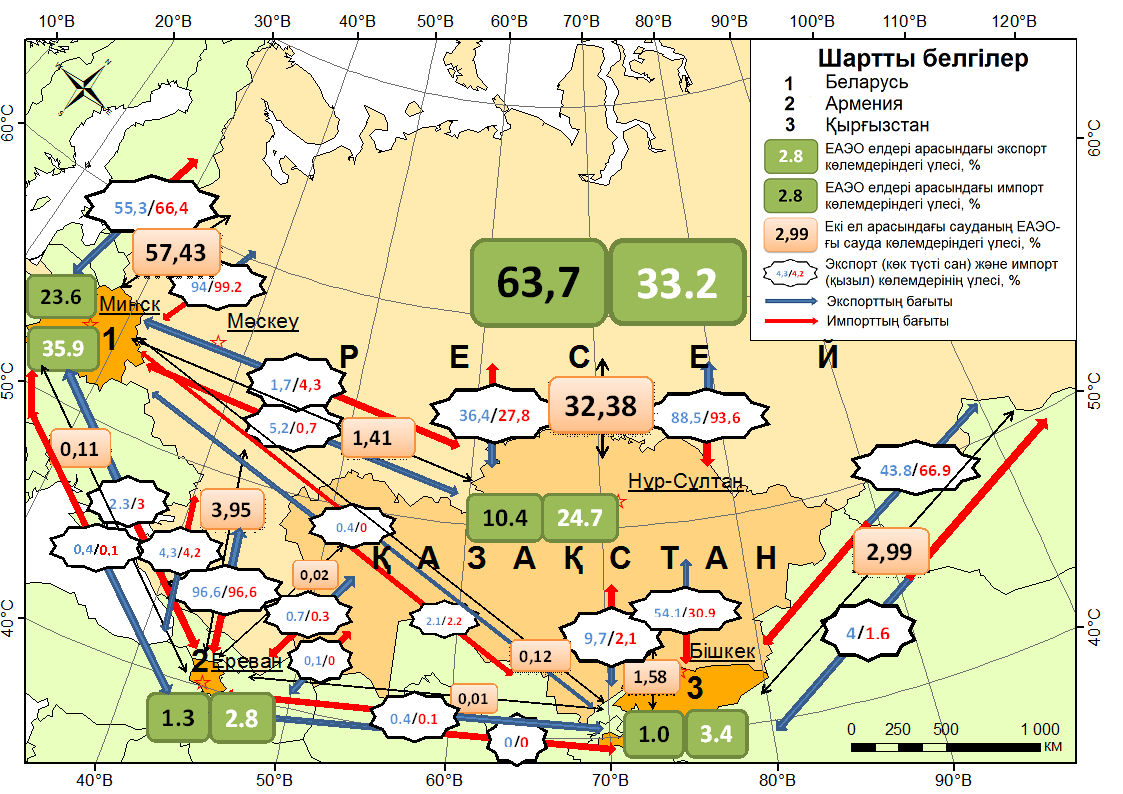 10°В 20°В 30°В 40°В 50°В 60°В 70°В 80°В 90°В 100°В 110°В 120°В
60°С
50°С
40°С
60°С
50°С
40°С
N
S
Шартты белгілер
1 Беларусь
2 Армения
3 Қырғызстан
2.8 ЕАЭО елдері арасындағы экспорт
көлемдеріндегі үлесі, %
2.8 ЕАЭО елдері арасындағы импорт
көлемдеріндегі үлесі, %
2,99 Екі ел арасындағы сауданың ЕАЭО-
ғы сауда көлемдеріндегі үлесі, %
4,3/4,2 Экспорт (көк түсті сан) және импорт
(қызыл) көлемдерінің үлесі, %
Экспорттың бағыты
Импорттың бағыты
55,3/66,4
57,43
94/99.2
63,7 33.2
23.6
Минск
35.9
1
Мәскеу
Р Е С Е Й
1,7/4,3
5.2/0.7
1,41
36,4/27,8
32,38
88,5/93,6
0,11
43.8/66.9
Нұр-Сұлтан
2.3/3
3,95
10.4 24.7
0.4/0
0.4/0.1
4,3/4,2
2,99
ҚАЗАҚСТАН
96,6/96,6
0,02
0.7/0.3
2.1/2.2
9,7/2,1
54.1/30.9
4/1.6
0,1/0
0,12
Бішкек
2
Ереван
1,58
3
0,01
1.3 2.8
0.4/0.1
0/0
1.0 3.4
0 250 500 1 000
КМ
40°В 50°В 60°В 70°В 80°В 90°В